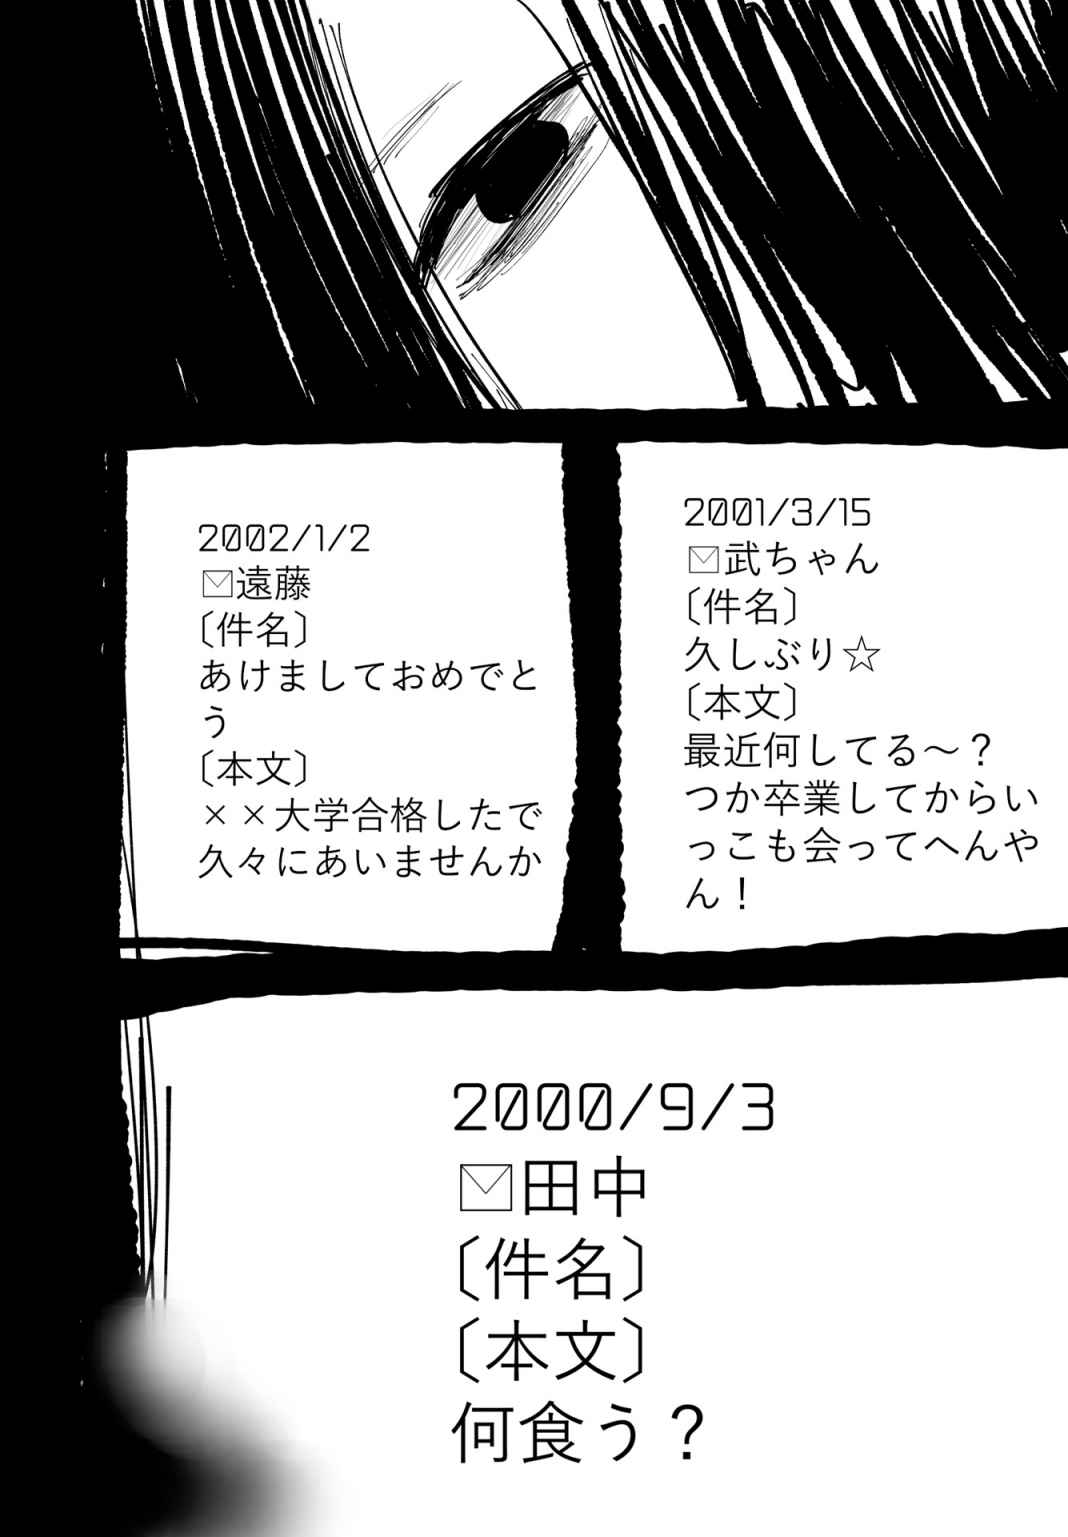 2001/3/15
✉武ちゃん
〔件名〕
久しぶり☆
〔本文〕
最近何してる〜？
つか卒業してからい
っこも会ってへんや
ん！
2002/1/2
✉遠藤
〔件名〕
あけましておめでと
う
〔本文〕
××大学合格したで
久々にあいませんか
2000/9/3
✉田中
〔件名〕
〔本文〕
何食う？